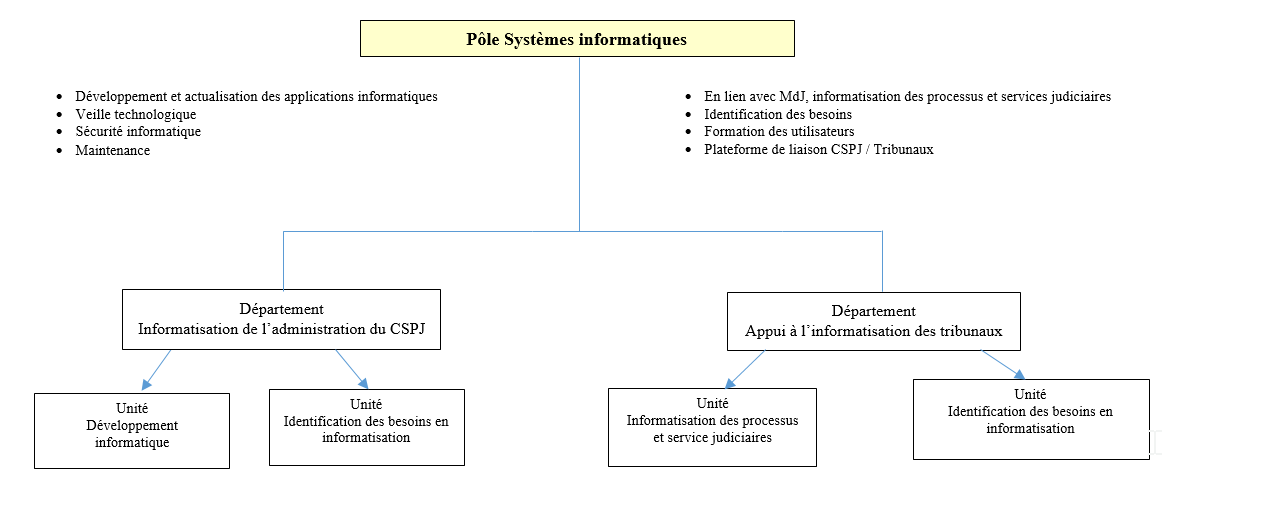 Pôle Systèmes informatiques
• Développement et actualisation des applications informatiques
• Veille technologique
• Sécurité informatique
• Maintenance
• En lien avec MdJ, informatisation des processus et services judiciaires
• Identification des besoins
• Formation des utilisateurs
• Plateforme de liaison CSPJ / Tribunaux
Département
Informatisation de l’administration du CSPJ
Département
Appui à l’informatisation des tribunaux
Unité
Développement
informatique
Unité
Identification des besoins en
informatisation
Unité
Informatisation des processus
et service judiciaires
Unité
Identification des besoins en
informatisation